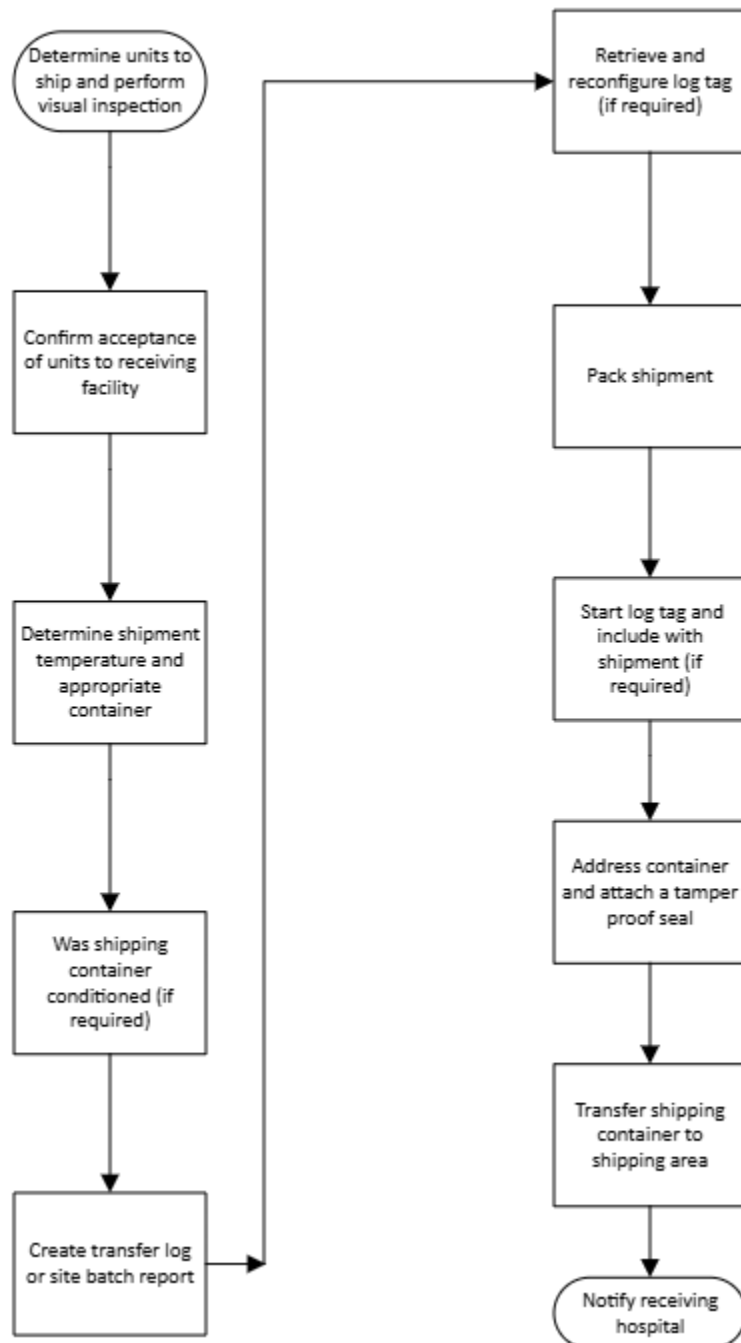 Determine units to
ship and perform
visual inspection
Confirm acceptance
of units to receiving
facility
Determine shipment
temperature and
appropriate
container
Was shipping
container
conditioned (if
required)
Create transfer log
or site batch report
Retrieve and
reconfigure log tag
(if required)
Pack shipment
Start log tag and
include with
shipment (if
required)
Address container
and attach a tamper
proof seal
Transfer shipping
container to
shipping area
Notify receiving
hospital